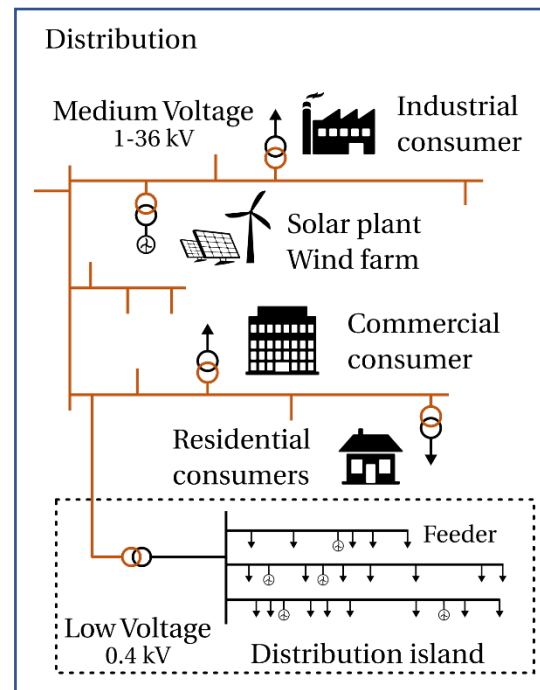 Distribution
Medium Voltage
1-36 kV
Industrial
consumer
Solar plant
Wind farm
Commercial
consumer
Residential
consumers
Feeder
Low Voltage
0.4 kV
Distribution island